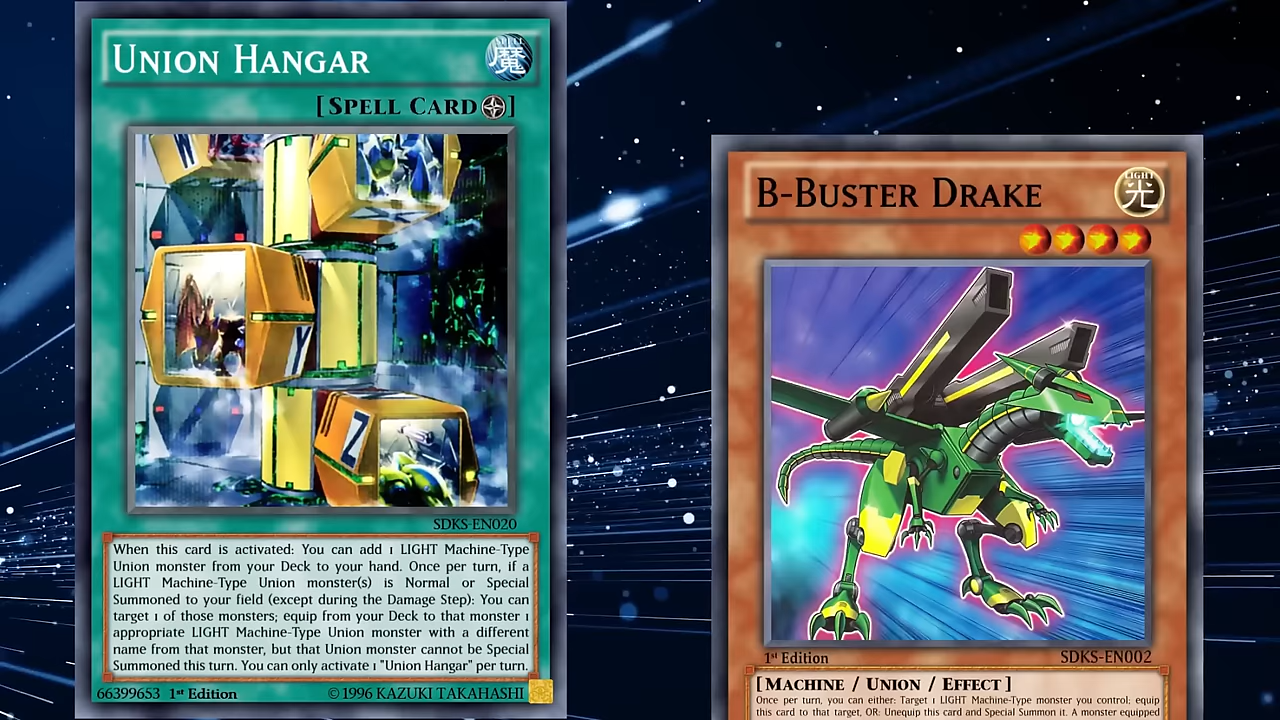 UNION HANGAR
魔
[SPELL CARD]
W
Y
Z
SDKS-EN020
When this card is activated: You can add 1 LIGHT Machine-Type
Union monster from your Deck to your hand. Once per turn, if a
LIGHT Machine-Type Union monster(s) is Normal or Special
Summoned to your field (except during the Damage Step): You can
target 1 of those monsters; equip from your Deck to that monster 1
appropriate LIGHT Machine-Type Union monster with a different
name from that monster, but that Union monster cannot be Special
Summoned this turn. You can only activate 1 "Union Hangar" per turn.
66399653 1st Edition ©1996 KAZUKI TAKAHASHI
B-BUSTER DRAKE
LIGHT
光
1st Edition SDKS-EN002
[MACHINE / UNION / EFFECT]
Once per turn, you can either: Target 1 LIGHT Machine-Type monster you control; equip
this card to that target, OR: Unequip this card and Special Summon it. A monster equipped